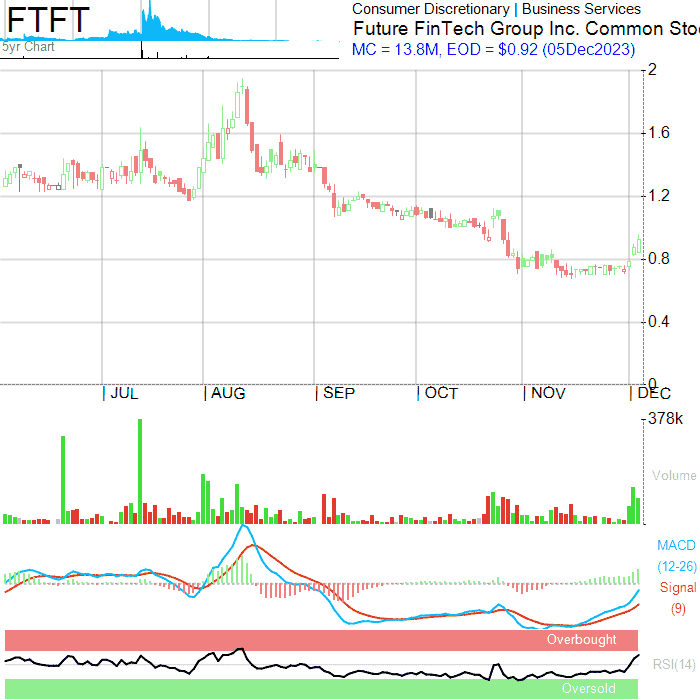 FTFT
5yr Chart
Consumer Discretionary | Business Services
Future FinTech Group Inc. Common Sto
MC = 13.8M, EOD = $0.92 (05Dec2023)
2
1.6
1.2
0.8
0.4
0
JUL AUG SEP OCT NOV DEC
378k
Volume
MACD
(12-26)
Signal
(9)
Overbought
RSI(14)
Oversold